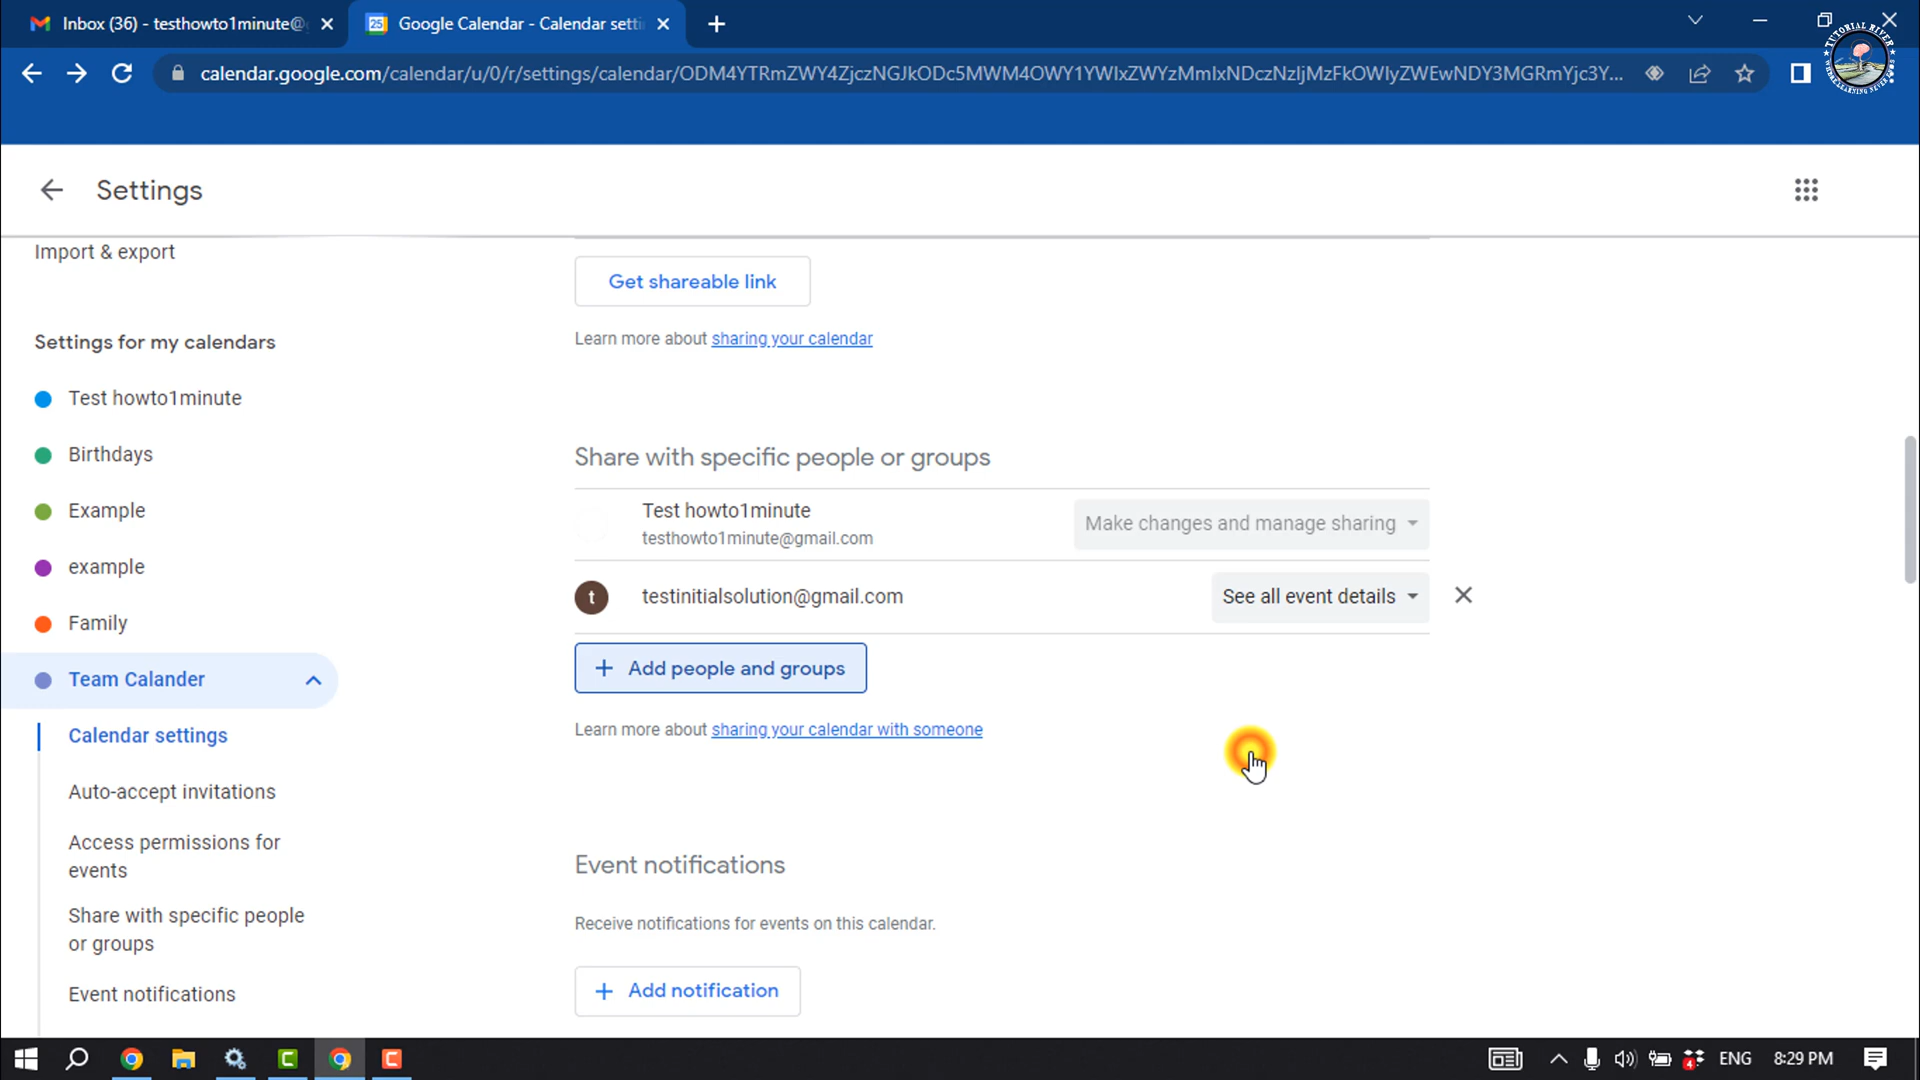 Inbox (36) - testhowto1minute@
Google Calendar - Calendar setti
calendar.google.com/calendar/u/0/r/settings/calendar/ODM4YTRmZWY4ZjczNGJkODc5MWM4OWY1YWIxZWYzMmIxNDczNzljMzFkOWIyZWEwNDY3MGRmYjc3Y...
TUTORIAL RIVER
Settings
Import & export
Get shareable link
Learn more about sharing your calendar
Settings for my calendars
Test howto1minute
Birthdays
Example
example
Family
Team Calander
Calendar settings
Auto-accept invitations
Access permissions for
events
Share with specific people
or groups
Event notifications
Share with specific people or groups
Test howto1minute
testhowto1minute@gmail.com
Make changes and manage sharing
t
testinitialsolution@gmail.com
See all event details
+ Add people and groups
Learn more about sharing your calendar with someone
Event notifications
Receive notifications for events on this calendar.
+ Add notification
4
ENG
8:29 PM